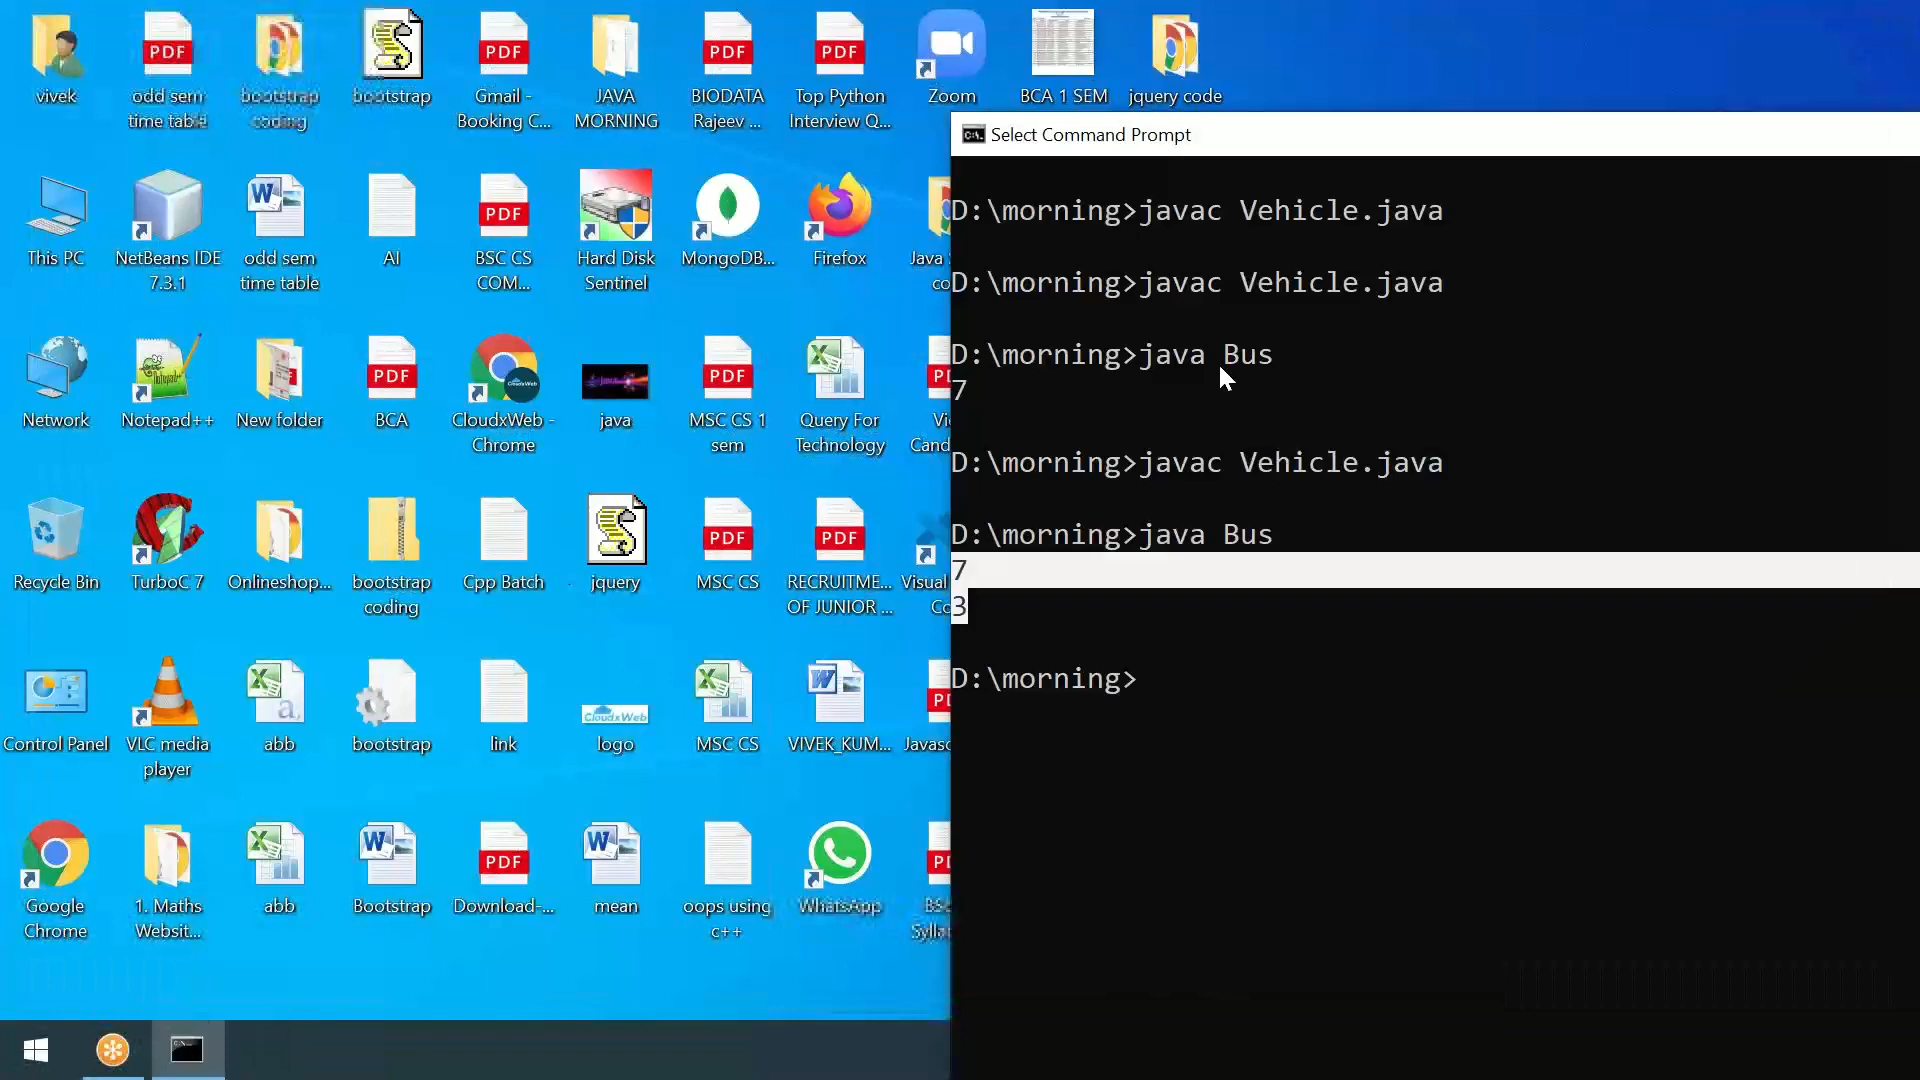 vivek
odd sem
time table
bootstrap
coding
bootstrap
Gmail -
Booking C...
JAVA
MORNING
BIODATA
Rajeev ...
Top Python
Interview Q...
Zoom
BCA 1 SEM
jquery code
This PC
NetBeans IDE
7.3.1
odd sem
time table
AI
BSC CS
COM...
Hard Disk
Sentinel
MongoDB...
Firefox
Java
Network
Notepad++
New folder
BCA
CloudxWeb -
Chrome
java
MSC CS 1
sem
Query For
Technology
Recycle Bin
TurboC 7
Onlineshop...
bootstrap
coding
Cpp Batch
jquery
MSC CS
RECRUITME...
OF JUNIOR ...
Visual
Control Panel
VLC media
player
abb
bootstrap
link
logo
MSC CS
VIVEK_KUM...
Google
Chrome
1. Maths
Websit...
abb
Bootstrap
Download-...
mean
oops using
c++
WhatsApp
Select Command Prompt
D:\morning>javac Vehicle.java
D:\morning>javac Vehicle.java
D:\morning>java Bus
7
D:\morning>javac Vehicle.java
D:\morning>java Bus
7
3
D:\morning>